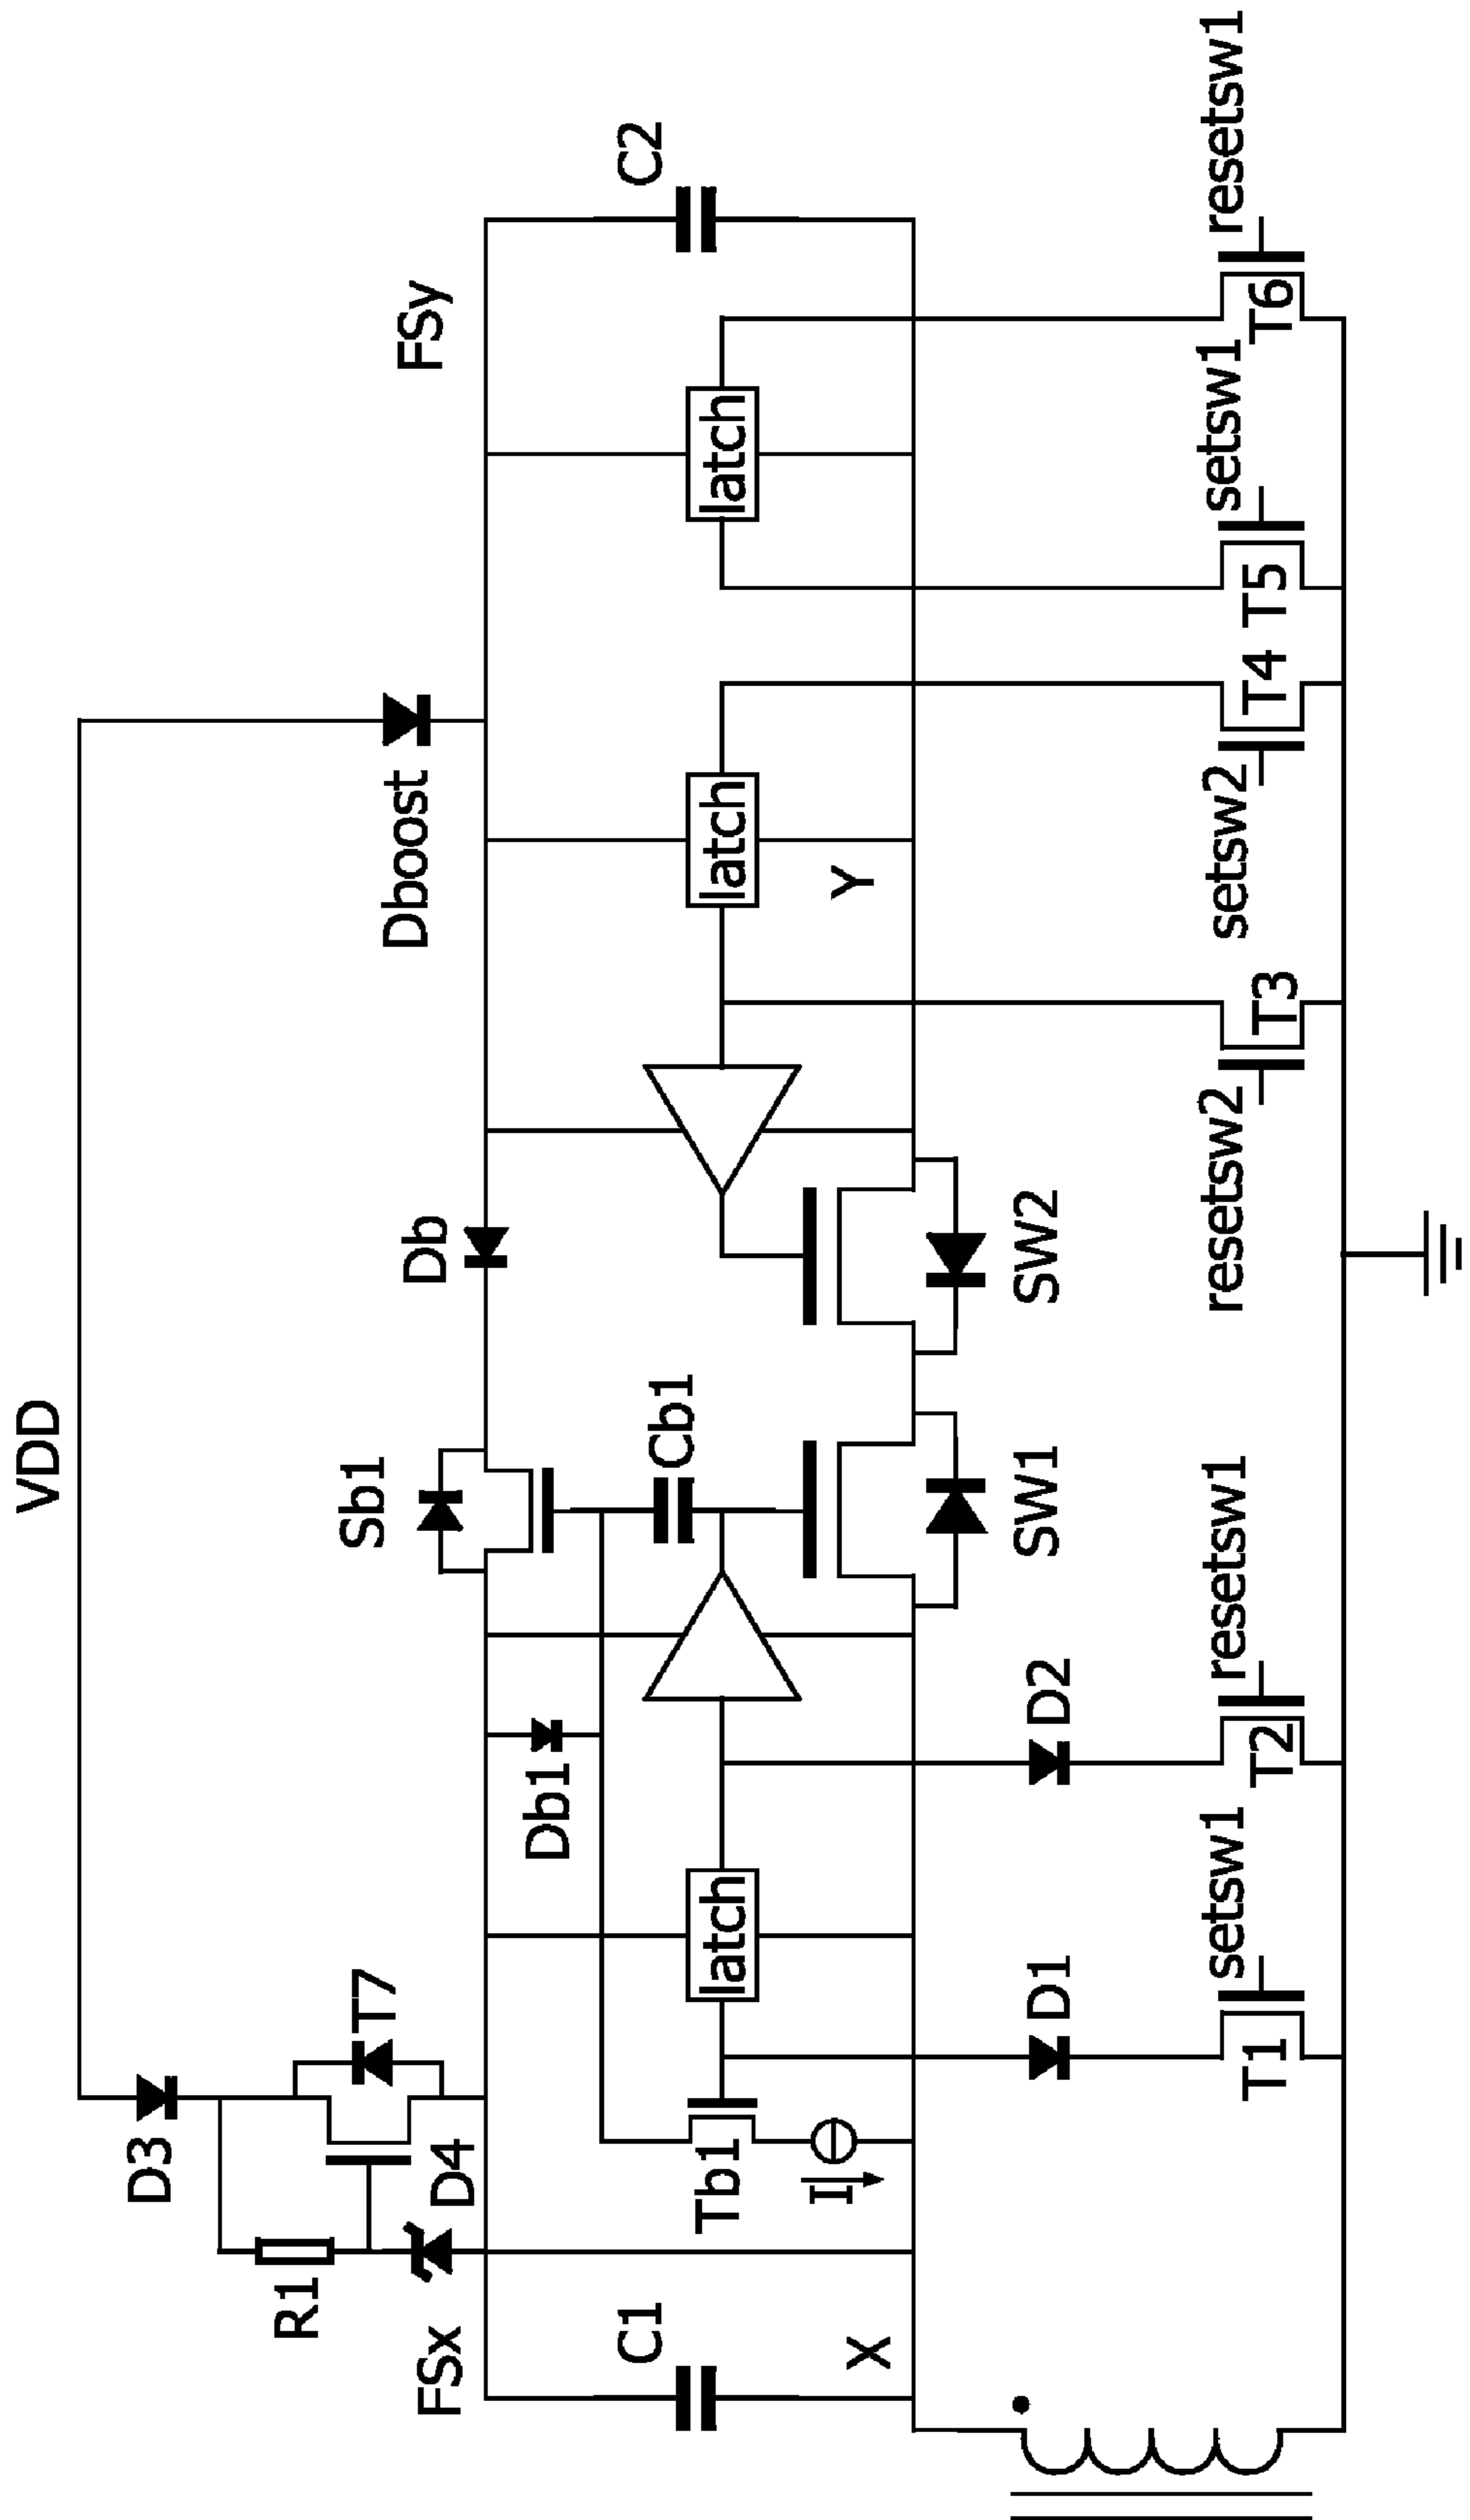 VDD
D3
R1
T7
D4
FSx
Sb1
Db
Dboost
FSy
Db1
Cb1
C1
C2
Tb1
I
latch
latch
latch
X
Y
SW1
SW2
D1
D2
setsw1
resetsw1
resetsw2
setsw2
setsw1
resetsw1
T1
T2
T3
T4
T5
T6